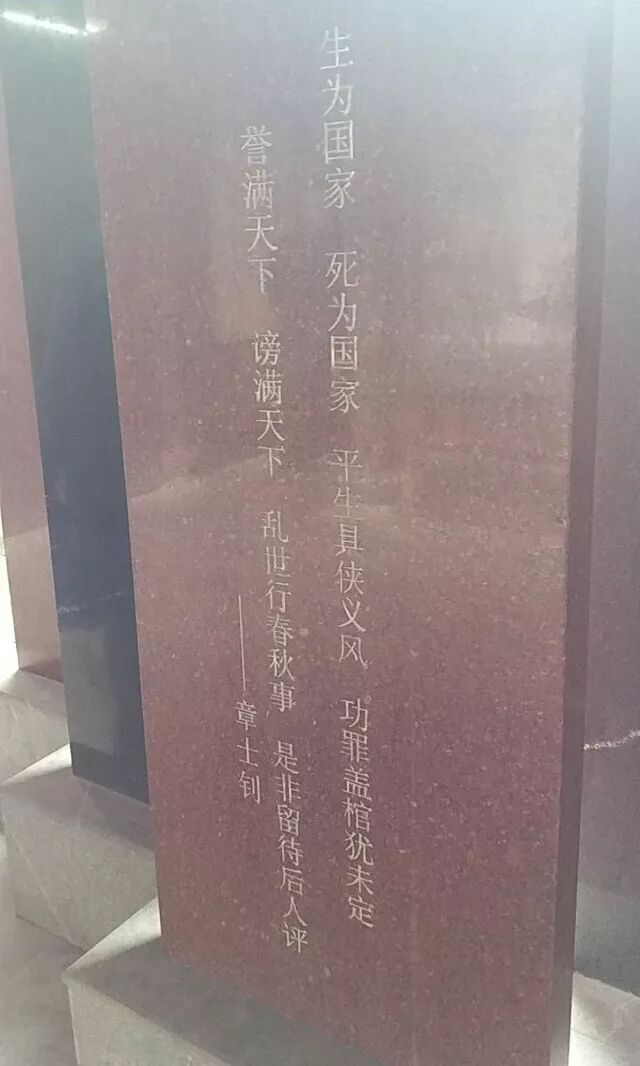 生为国家 死为国家 平生具侠义风 功罪盖棺犹未定
誉满天下 谤满天下 乱世行春秋事 是非留待后人评
——章士钊